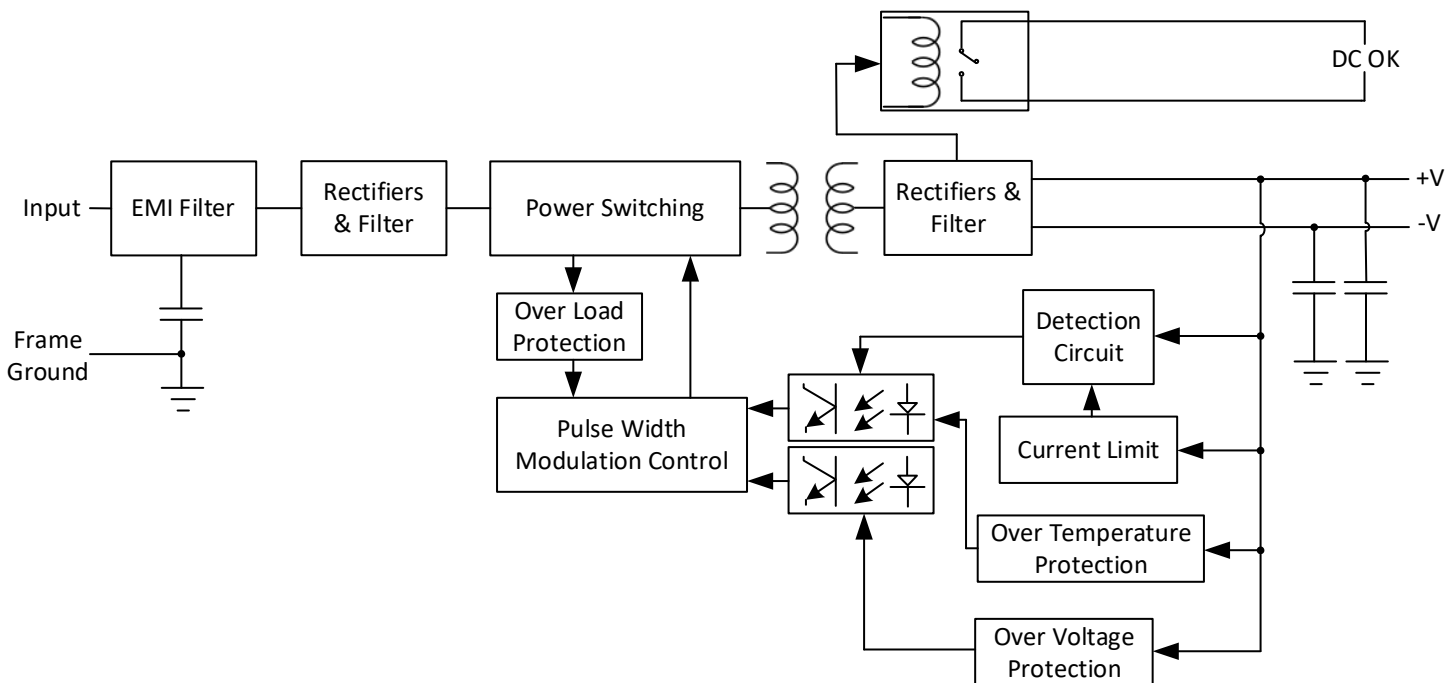 DC OK
Input
EMI Filter
Rectifiers
& Filter
Power Switching
Rectifiers &
Filter
+V
-V
Over Load
Protection
Detection
Circuit
Frame
Ground
Pulse Width
Modulation Control
Current Limit
Over Temperature
Protection
Over Voltage
Protection